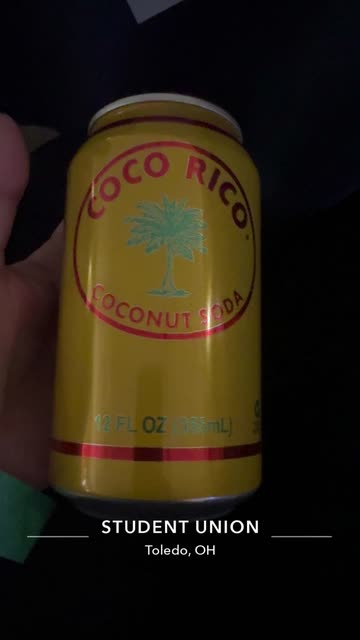 COCO RICO
COCONUT SODA
12 FL OZ (355mL)
STUDENT UNION
Toledo, OH